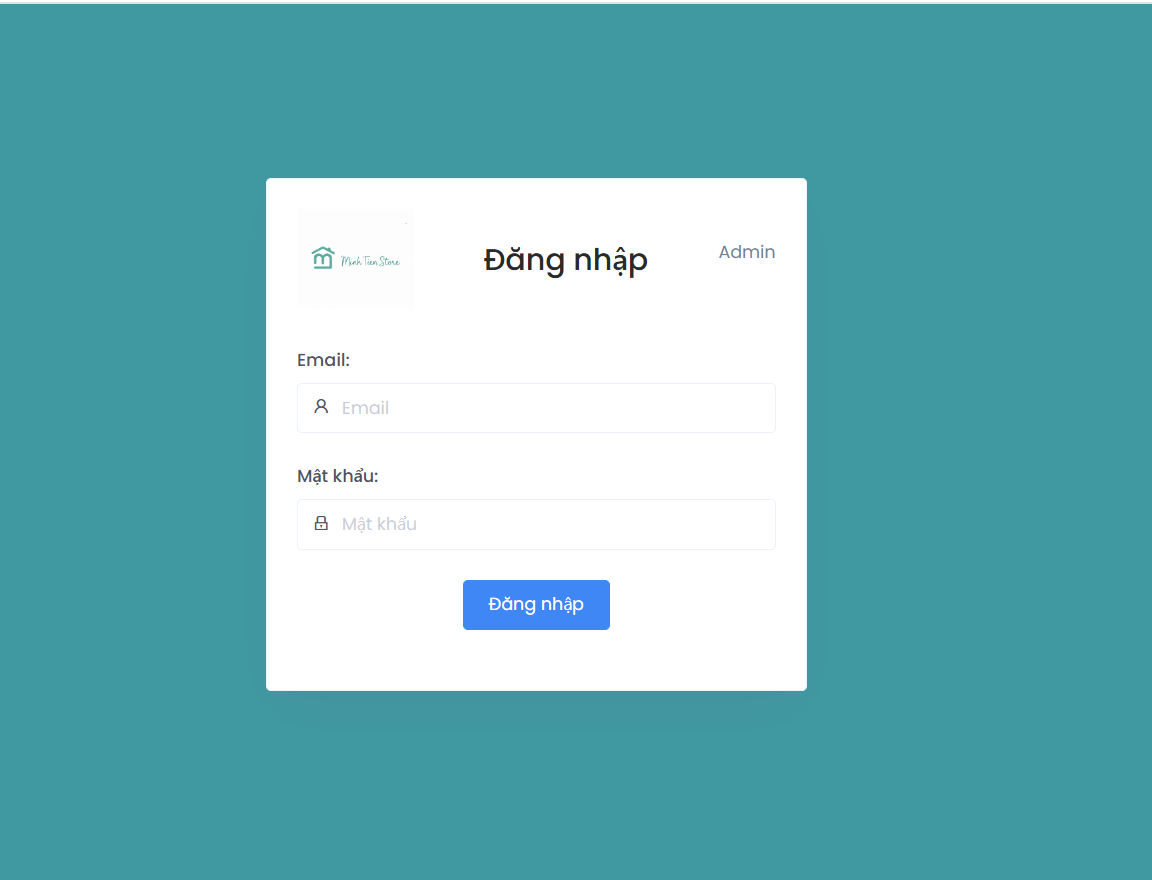 Minh Tien Store
Đăng nhập
Admin
Email:
Email
Mật khẩu:
Mật khẩu
Đăng nhập